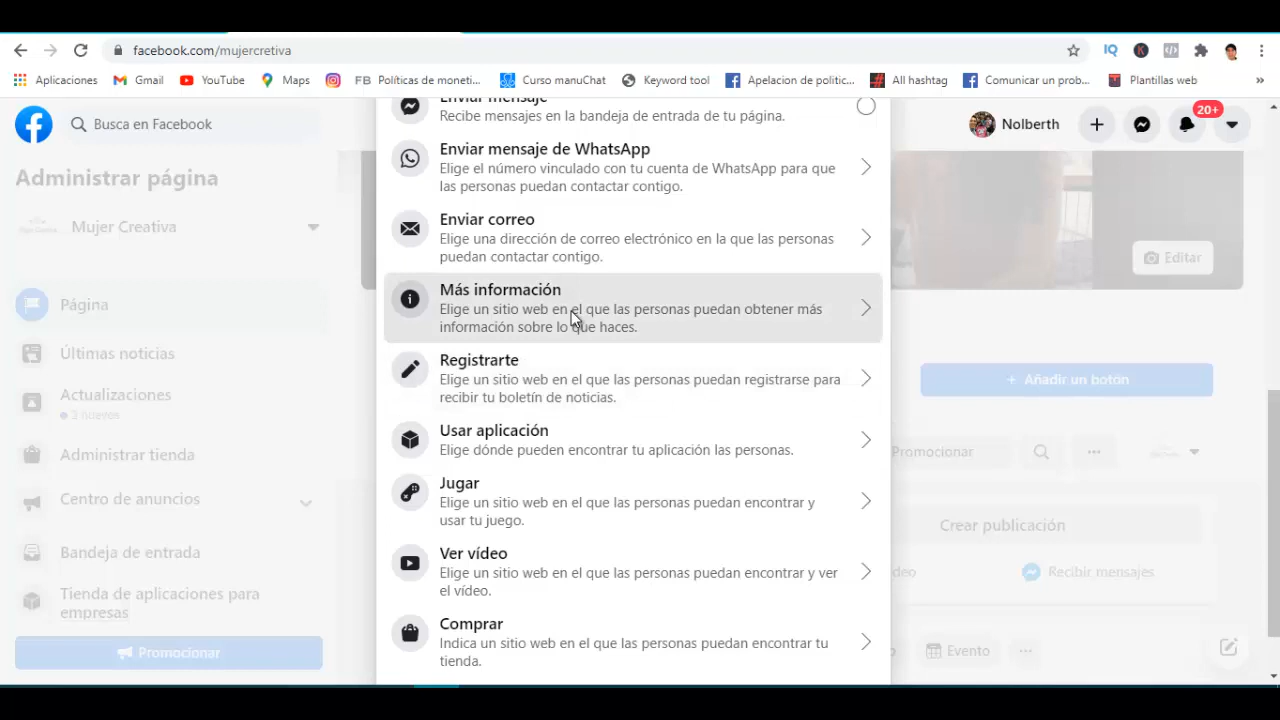 facebook.com/mujercretiva
Aplicaciones
Gmail
YouTube
Maps
FB Políticas de moneti...
Curso manuChat
Keyword tool
Apelacion de politic...
All hashtag
Comunicar un prob...
Plantillas web
»
Busca en Facebook
Nolberth
20+
Administrar página
Mujer Creativa
Página
Últimas noticias
Actualizaciones
Administrar tienda
Centro de anuncios
Bandeja de entrada
Tienda de aplicaciones para
empresas
Promocionar
Enviar mensaje
Recibe mensajes en la bandeja de entrada de tu página.
Enviar mensaje de WhatsApp
Elige el número vinculado con tu cuenta de WhatsApp para que
las personas puedan contactar contigo.
Enviar correo
Elige una dirección de correo electrónico en la que las personas
puedan contactar contigo.
Más información
Elige un sitio web en el que las personas puedan obtener más
información sobre lo que haces.
Registrarte
Elige un sitio web en el que las personas puedan registrarse para
recibir tu boletín de noticias.
Usar aplicación
Elige dónde pueden encontrar tu aplicación las personas.
Jugar
Elige un sitio web en el que las personas puedan encontrar y
usar tu juego.
Ver vídeo
Elige un sitio web en el que las personas puedan encontrar y ver
el vídeo.
Comprar
Indica un sitio web en el que las personas puedan encontrar tu
tienda.
Editar
+ Añadir un botón
Promocionar
Crear publicación
Recibir mensajes
Evento